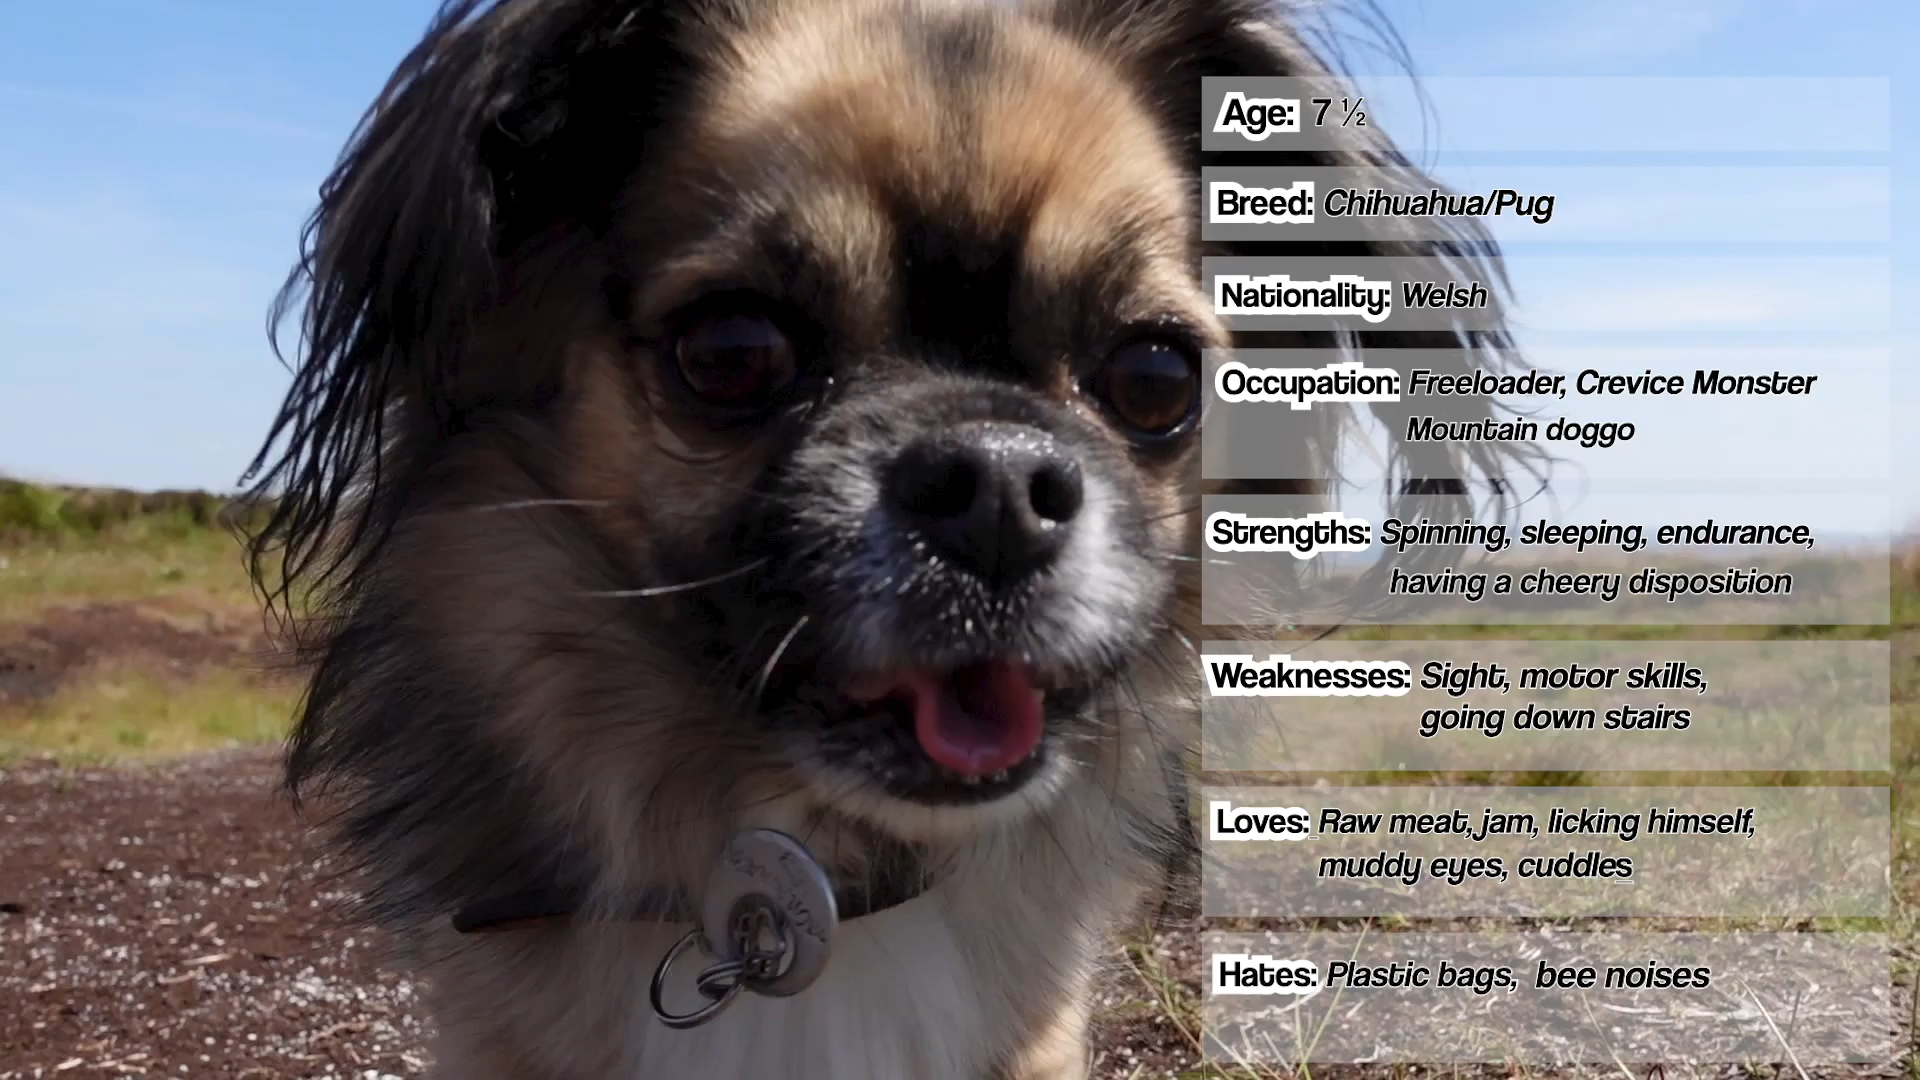 Age: 7 ½
Breed: Chihuahua/Pug
Nationality: Welsh
Occupation: Freeloader, Crevice Monster
Mountain doggo
Strengths: Spinning, sleeping, endurance,
having a cheery disposition
Weaknesses: Sight, motor skills,
going down stairs
Loves: Raw meat, jam, licking himself,
muddy eyes, cuddles
Hates: Plastic bags, bee noises